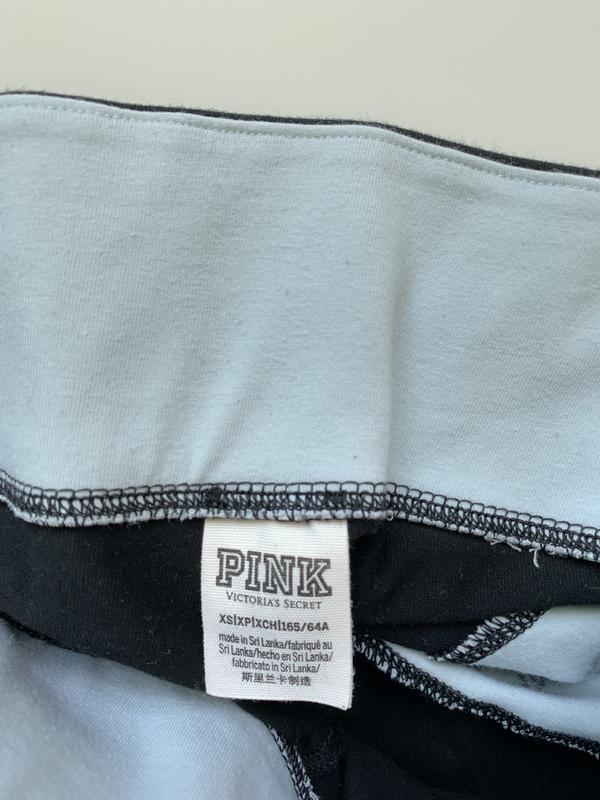 PINK
VICTORIA'S SECRET
XS|XP|XCH|165/64A
made in Sri Lanka/fabriqué au
Sri Lanka/hecho en Sri Lanka/
fabbricato in Sri Lanka/
斯里兰卡制造